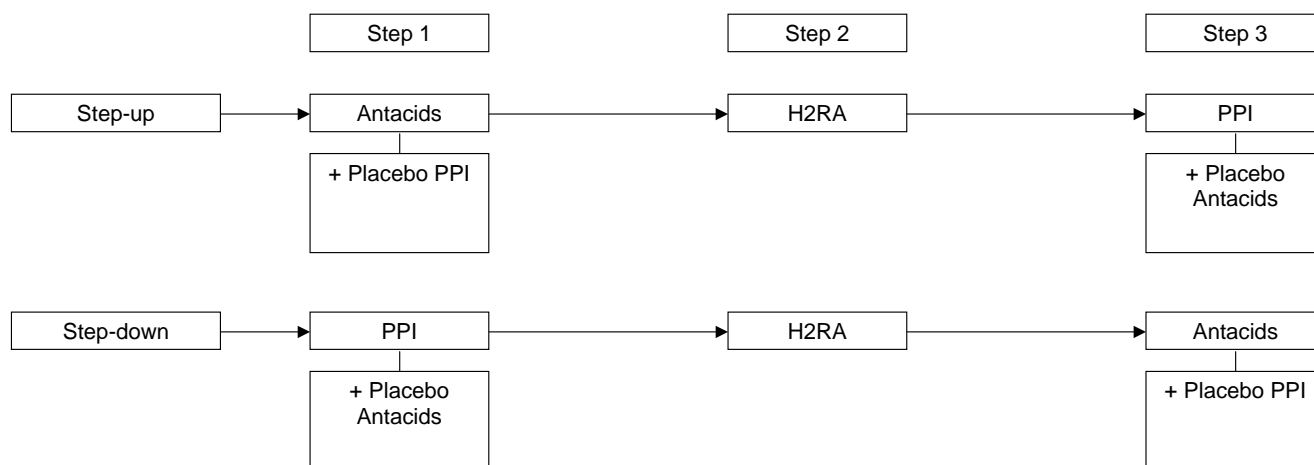 Step 1
Step 2
Step 3
Step-up
Antacids
H2RA
PPI
+ Placebo PPI
+ Placebo
Antacids
Step-down
PPI
H2RA
Antacids
+ Placebo
Antacids
+ Placebo PPI